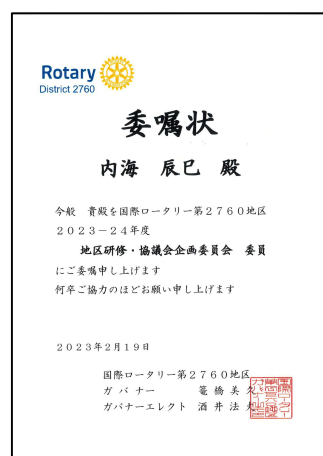 Rotary
District 2760
委嘱状
内海 辰巳 殿
今般 貴殿を国際ロータリー第2760地区
2023-24年度
地区研修・協議会企画委員会 委員
にご委嘱申し上げます
何卒ご協力のほどお願い申し上げます
2023年2月19日
国際ロータリー第2760地区
ガバナー 篭橋美久
ガバナーエレクト 酒井法丈